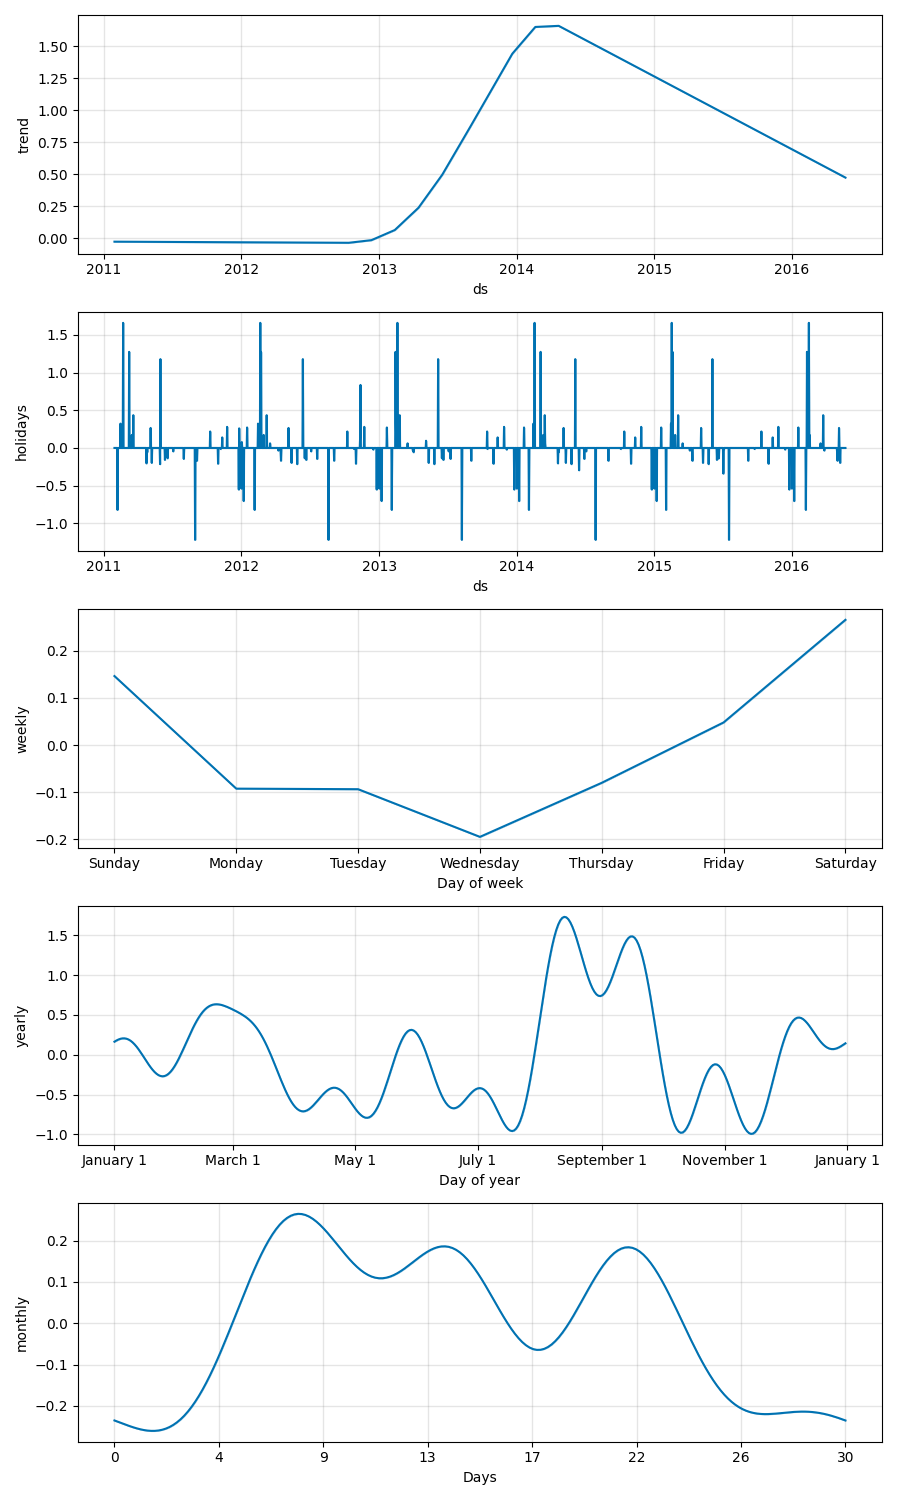 trend
1.50
1.25
1.00
0.75
0.50
0.25
0.00
2011 2012 2013 2014 2015 2016
ds
holidays
1.5
1.0
0.5
0.0
−0.5
−1.0
2011 2012 2013 2014 2015 2016
ds
weekly
0.2
0.1
0.0
−0.1
−0.2
Sunday Monday Tuesday Wednesday Thursday Friday Saturday
Day of week
yearly
1.5
1.0
0.5
0.0
−0.5
−1.0
January 1 March 1 May 1 July 1 September 1 November 1 January 1
Day of year
monthly
0.2
0.1
0.0
−0.1
−0.2
0 4 9 13 17 22 26 30
Days